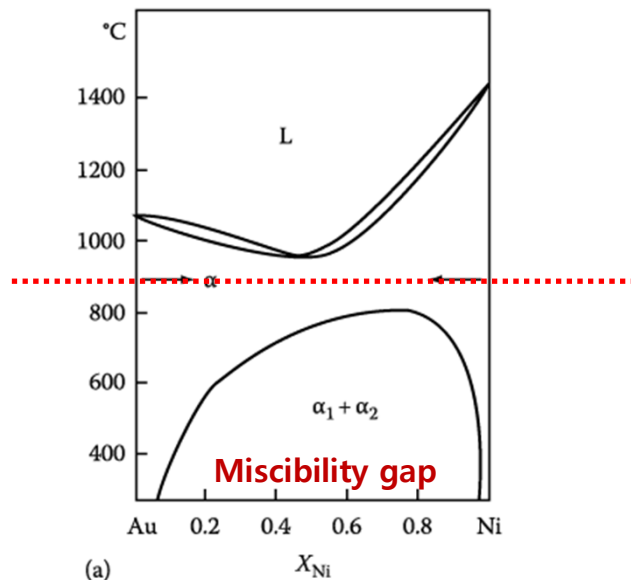 °C
1400
L
1200
1000
α
800
600
α1 + α2
400
Miscibility gap
Au 0.2 0.4 0.6 0.8 Ni
(a) XNi